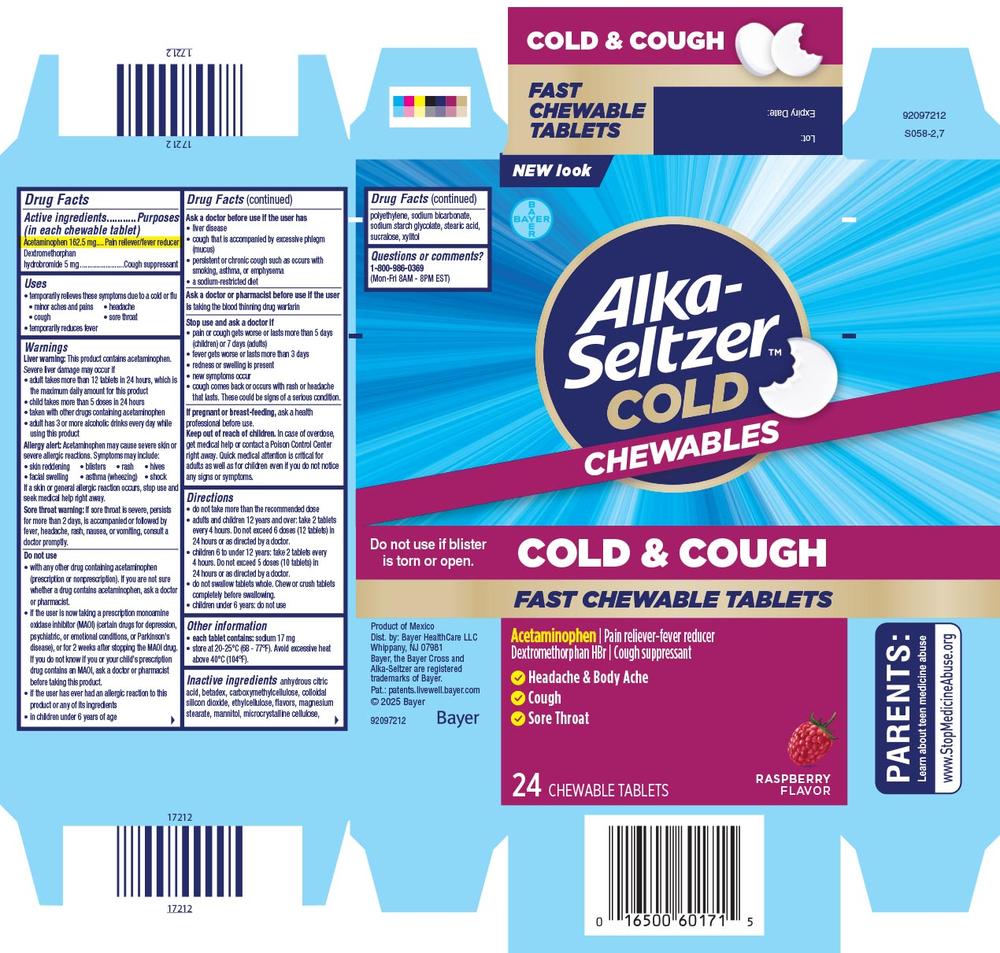 17212
17212
Drug Facts
Active ingredients...........Purposes
(in each chewable tablet)
Acetaminophen 162.5 mg....Pain reliever/fever reducer
Dextromethorphan
hydrobromide 5 mg........................Cough suppressant
Uses
• temporarily relieves these symptoms due to a cold or flu
• minor aches and pains • headache
• cough • sore throat
• temporarily reduces fever
Warnings
Liver warning: This product contains acetaminophen.
Severe liver damage may occur if
• adult takes more than 12 tablets in 24 hours, which is
the maximum daily amount for this product
• child takes more than 5 doses in 24 hours
• taken with other drugs containing acetaminophen
• adult has 3 or more alcoholic drinks every day while
using this product
Allergy alert: Acetaminophen may cause severe skin or
severe allergic reactions. Symptoms may include:
• skin reddening • blisters • rash • hives
• facial swelling • asthma (wheezing) • shock
If a skin or general allergic reaction occurs, stop use and
seek medical help right away.
Sore throat warning: If sore throat is severe, persists
for more than 2 days, is accompanied or followed by
fever, headache, rash, nausea, or vomiting, consult a
doctor promptly.
Do not use
• with any other drug containing acetaminophen
(prescription or nonprescription). If you are not sure
whether a drug contains acetaminophen, ask a doctor
or pharmacist.
• if the user is now taking a prescription monoamine
oxidase inhibitor (MAOI) (certain drugs for depression,
psychiatric, or emotional conditions, or Parkinson's
disease), or for 2 weeks after stopping the MAOI drug.
If you do not know if you or your child's prescription
drug contains an MAOI, ask a doctor or pharmacist
before taking this product.
• if the user has ever had an allergic reaction to this
product or any of its ingredients
• in children under 6 years of age
Drug Facts (continued)
Ask a doctor before use if the user has
• liver disease
• cough that is accompanied by excessive phlegm
(mucus)
• persistent or chronic cough such as occurs with
smoking, asthma, or emphysema
• a sodium-restricted diet
Ask a doctor or pharmacist before use if the user
is taking the blood thinning drug warfarin
Stop use and ask a doctor if
• pain or cough gets worse or lasts more than 5 days
(children) or 7 days (adults)
• fever gets worse or lasts more than 3 days
• redness or swelling is present
• new symptoms occur
• cough comes back or occurs with rash or headache
that lasts. These could be signs of a serious condition.
If pregnant or breast-feeding, ask a health
professional before use.
Keep out of reach of children. In case of overdose,
get medical help or contact a Poison Control Center
right away. Quick medical attention is critical for
adults as well as for children even if you do not notice
any signs or symptoms.
Directions
• do not take more than the recommended dose
• adults and children 12 years and over: take 2 tablets
every 4 hours. Do not exceed 6 doses (12 tablets) in
24 hours or as directed by a doctor.
• children 6 to under 12 years: take 2 tablets every
4 hours. Do not exceed 5 doses (10 tablets) in
24 hours or as directed by a doctor.
• do not swallow tablets whole. Chew or crush tablets
completely before swallowing.
• children under 6 years: do not use
Other information
• each tablet contains: sodium 17 mg
• store at 20-25°C (68 - 77°F). Avoid excessive heat
above 40°C (104°F).
Inactive ingredients anhydrous citric
acid, betadex, carboxymethylcellulose, colloidal
silicon dioxide, ethylcellulose, flavors, magnesium
stearate, mannitol, microcrystalline cellulose,
17212
17212
Drug Facts (continued)
polyethylene, sodium bicarbonate,
sodium starch glycolate, stearic acid,
sucralose, xylitol
Questions or comments?
1-800-986-0369
(Mon-Fri 8AM - 8PM EST)
Do not use if blister
is torn or open.
Product of Mexico
Dist. by: Bayer HealthCare LLC
Whippany, NJ 07981
Bayer, the Bayer Cross and
Alka-Seltzer are registered
trademarks of Bayer.
Pat.: patents.livewell.bayer.com
© 2025 Bayer
92097212 Bayer
COLD & COUGH
FAST
CHEWABLE
TABLETS
Lot:
Expiry Date:
NEW look
BAYER
BAYER
Alka-
Seltzer™
COLD
CHEWABLES
COLD & COUGH
FAST CHEWABLE TABLETS
Acetaminophen | Pain reliever-fever reducer
Dextromethorphan HBr | Cough suppressant
Headache & Body Ache
Cough
Sore Throat
24 CHEWABLE TABLETS
RASPBERRY
FLAVOR
0 16500 60171 5
92097212
S058-2,7
PARENTS:
Learn about teen medicine abuse
www.StopMedicineAbuse.org